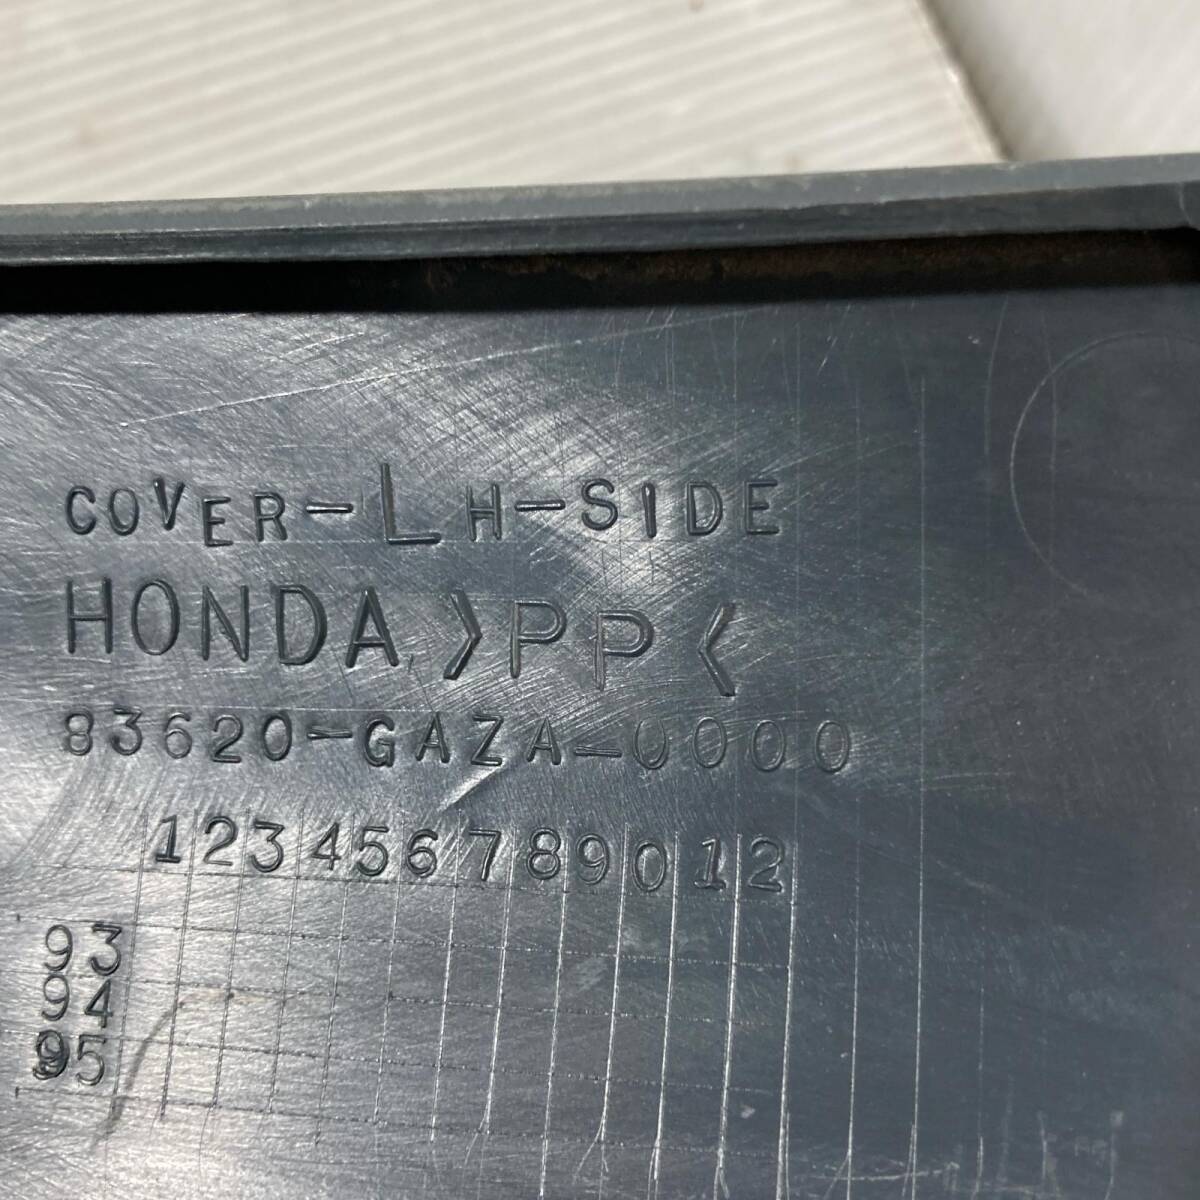 COVER-LH-SIDE
HONDA >PP<
83620-GAZA-0000
123456789012
93
94
95